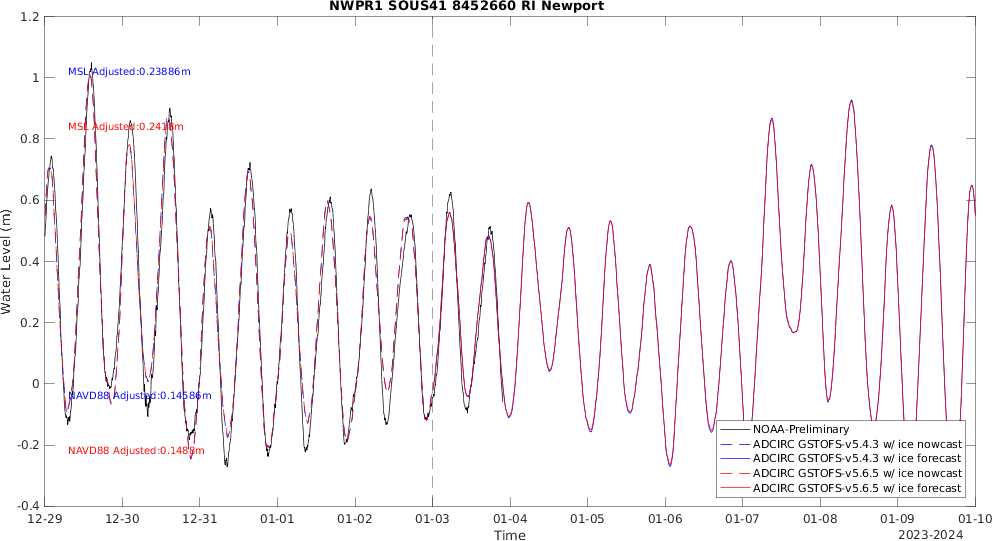 NWPR1 SOUS41 8452660 RI Newport
1.2
1
0.8
0.6
0.4
0.2
0
-0.2
-0.4
Water Level (m)
MSL Adjusted:0.23886m
MSL Adjusted:0.2418m
NAVD88 Adjusted:0.14586m
NAVD88 Adjusted:0.1488m
NOAA-Preliminary
ADCIRC GSTOFS-v5.4.3 w/ ice nowcast
ADCIRC GSTOFS-v5.4.3 w/ ice forecast
ADCIRC GSTOFS-v5.6.5 w/ ice nowcast
ADCIRC GSTOFS-v5.6.5 w/ ice forecast
12-29 12-30 12-31 01-01 01-02 01-03 01-04 01-05 01-06 01-07 01-08 01-09 01-10
Time
2023-2024